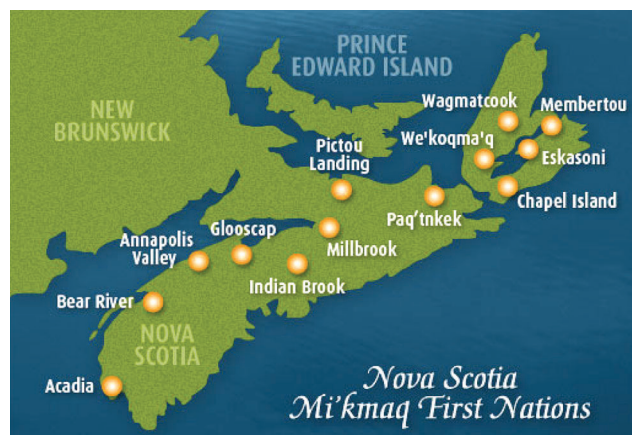 PRINCE
EDWARD ISLAND
NEW
BRUNSWICK
Wagmatcook
Membertou
We'koqma'q
Eskasoni
Pictou
Landing
Chapel Island
Paq'tnkek
Glooscap
Millbrook
Annapolis
Valley
Indian Brook
Bear River
NOVA
SCOTIA
Acadia
Nova Scotia
Mi'kmaq First Nations